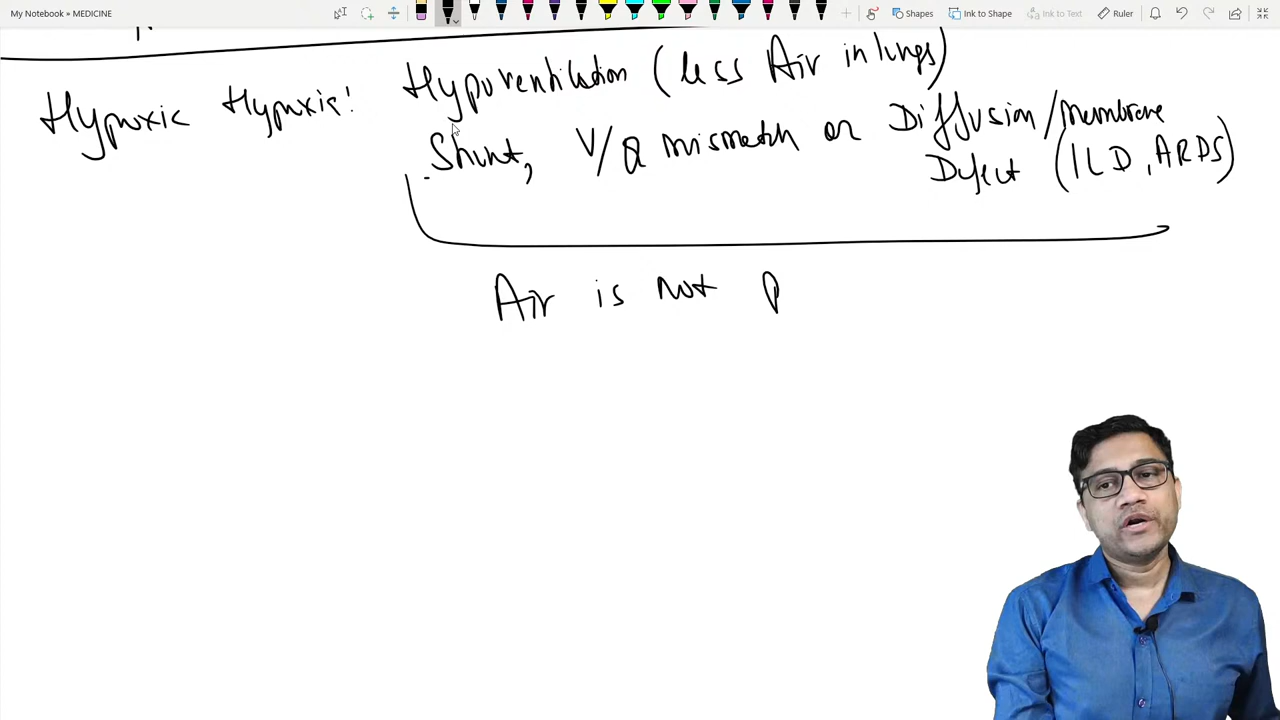 My Notebook » MEDICINE
Shapes Ink to Shape Ink to Text Ruler
Hypoxic Hypoxia: Hypoventilation (less Air in lungs)
Shunt, V/Q mismatch or Diffusion/membrane
Defect (ILD, ARDS)
Air is not P